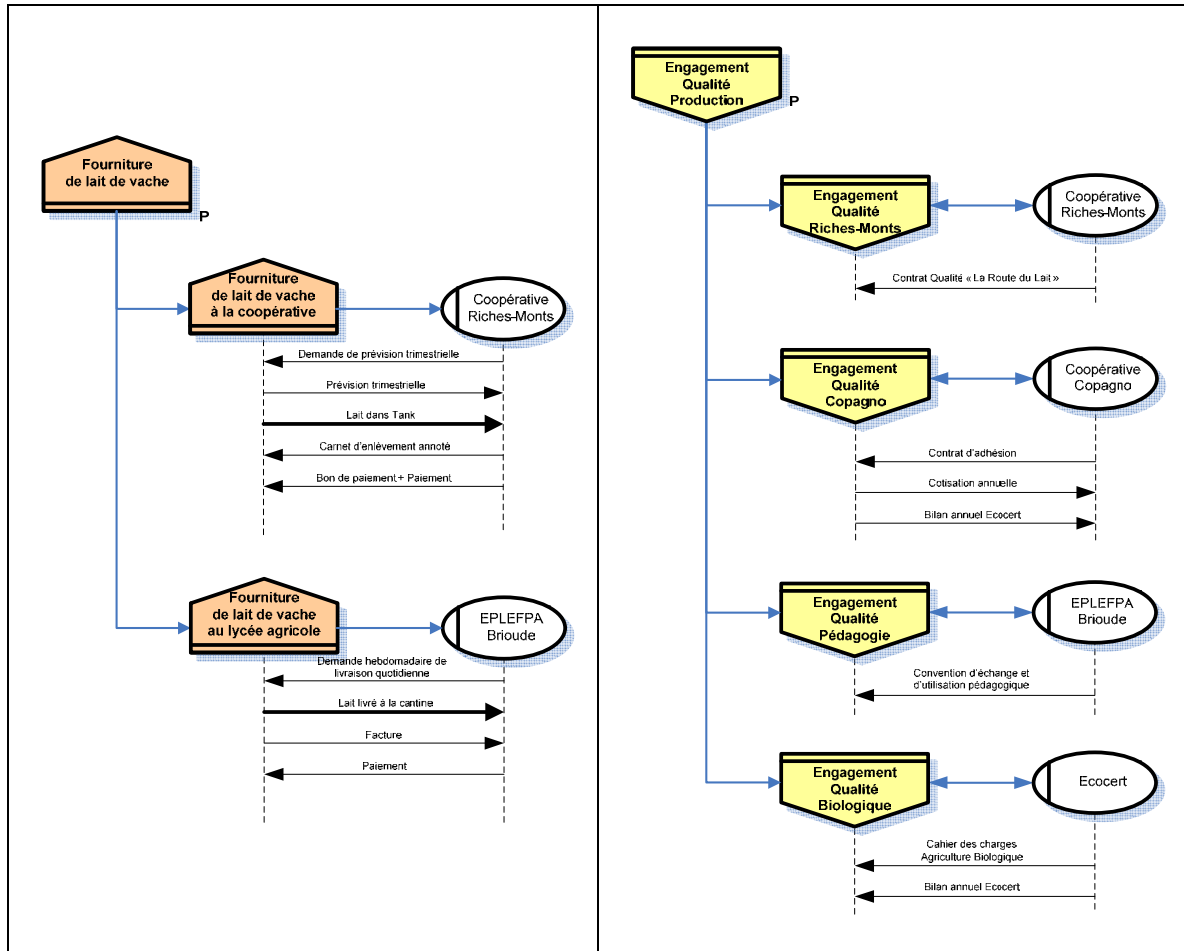 Fourniture
de lait de vache
P
Fourniture
de lait de vache
à la coopérative
Coopérative
Riches-Monts
Demande de prévision trimestrielle
Prévision trimestrielle
Lait dans Tank
Carnet d'enlèvement annoté
Bon de paiement + Paiement
Fourniture
de lait de vache
au lycée agricole
EPLEFPA
Brioude
Demande hebdomadaire de
livraison quotidienne
Lait livré à la cantine
Facture
Paiement
Engagement
Qualité
Production
P
Engagement
Qualité
Riches-Monts
Coopérative
Riches-Monts
Contrat Qualité « La Route du Lait »
Engagement
Qualité
Copagno
Coopérative
Copagno
Contrat d'adhésion
Cotisation annuelle
Bilan annuel Ecocert
Engagement
Qualité
Pédagogie
EPLEFPA
Brioude
Convention d'échange et
d'utilisation pédagogique
Engagement
Qualité
Biologique
Ecocert
Cahier des charges
Agriculture Biologique
Bilan annuel Ecocert